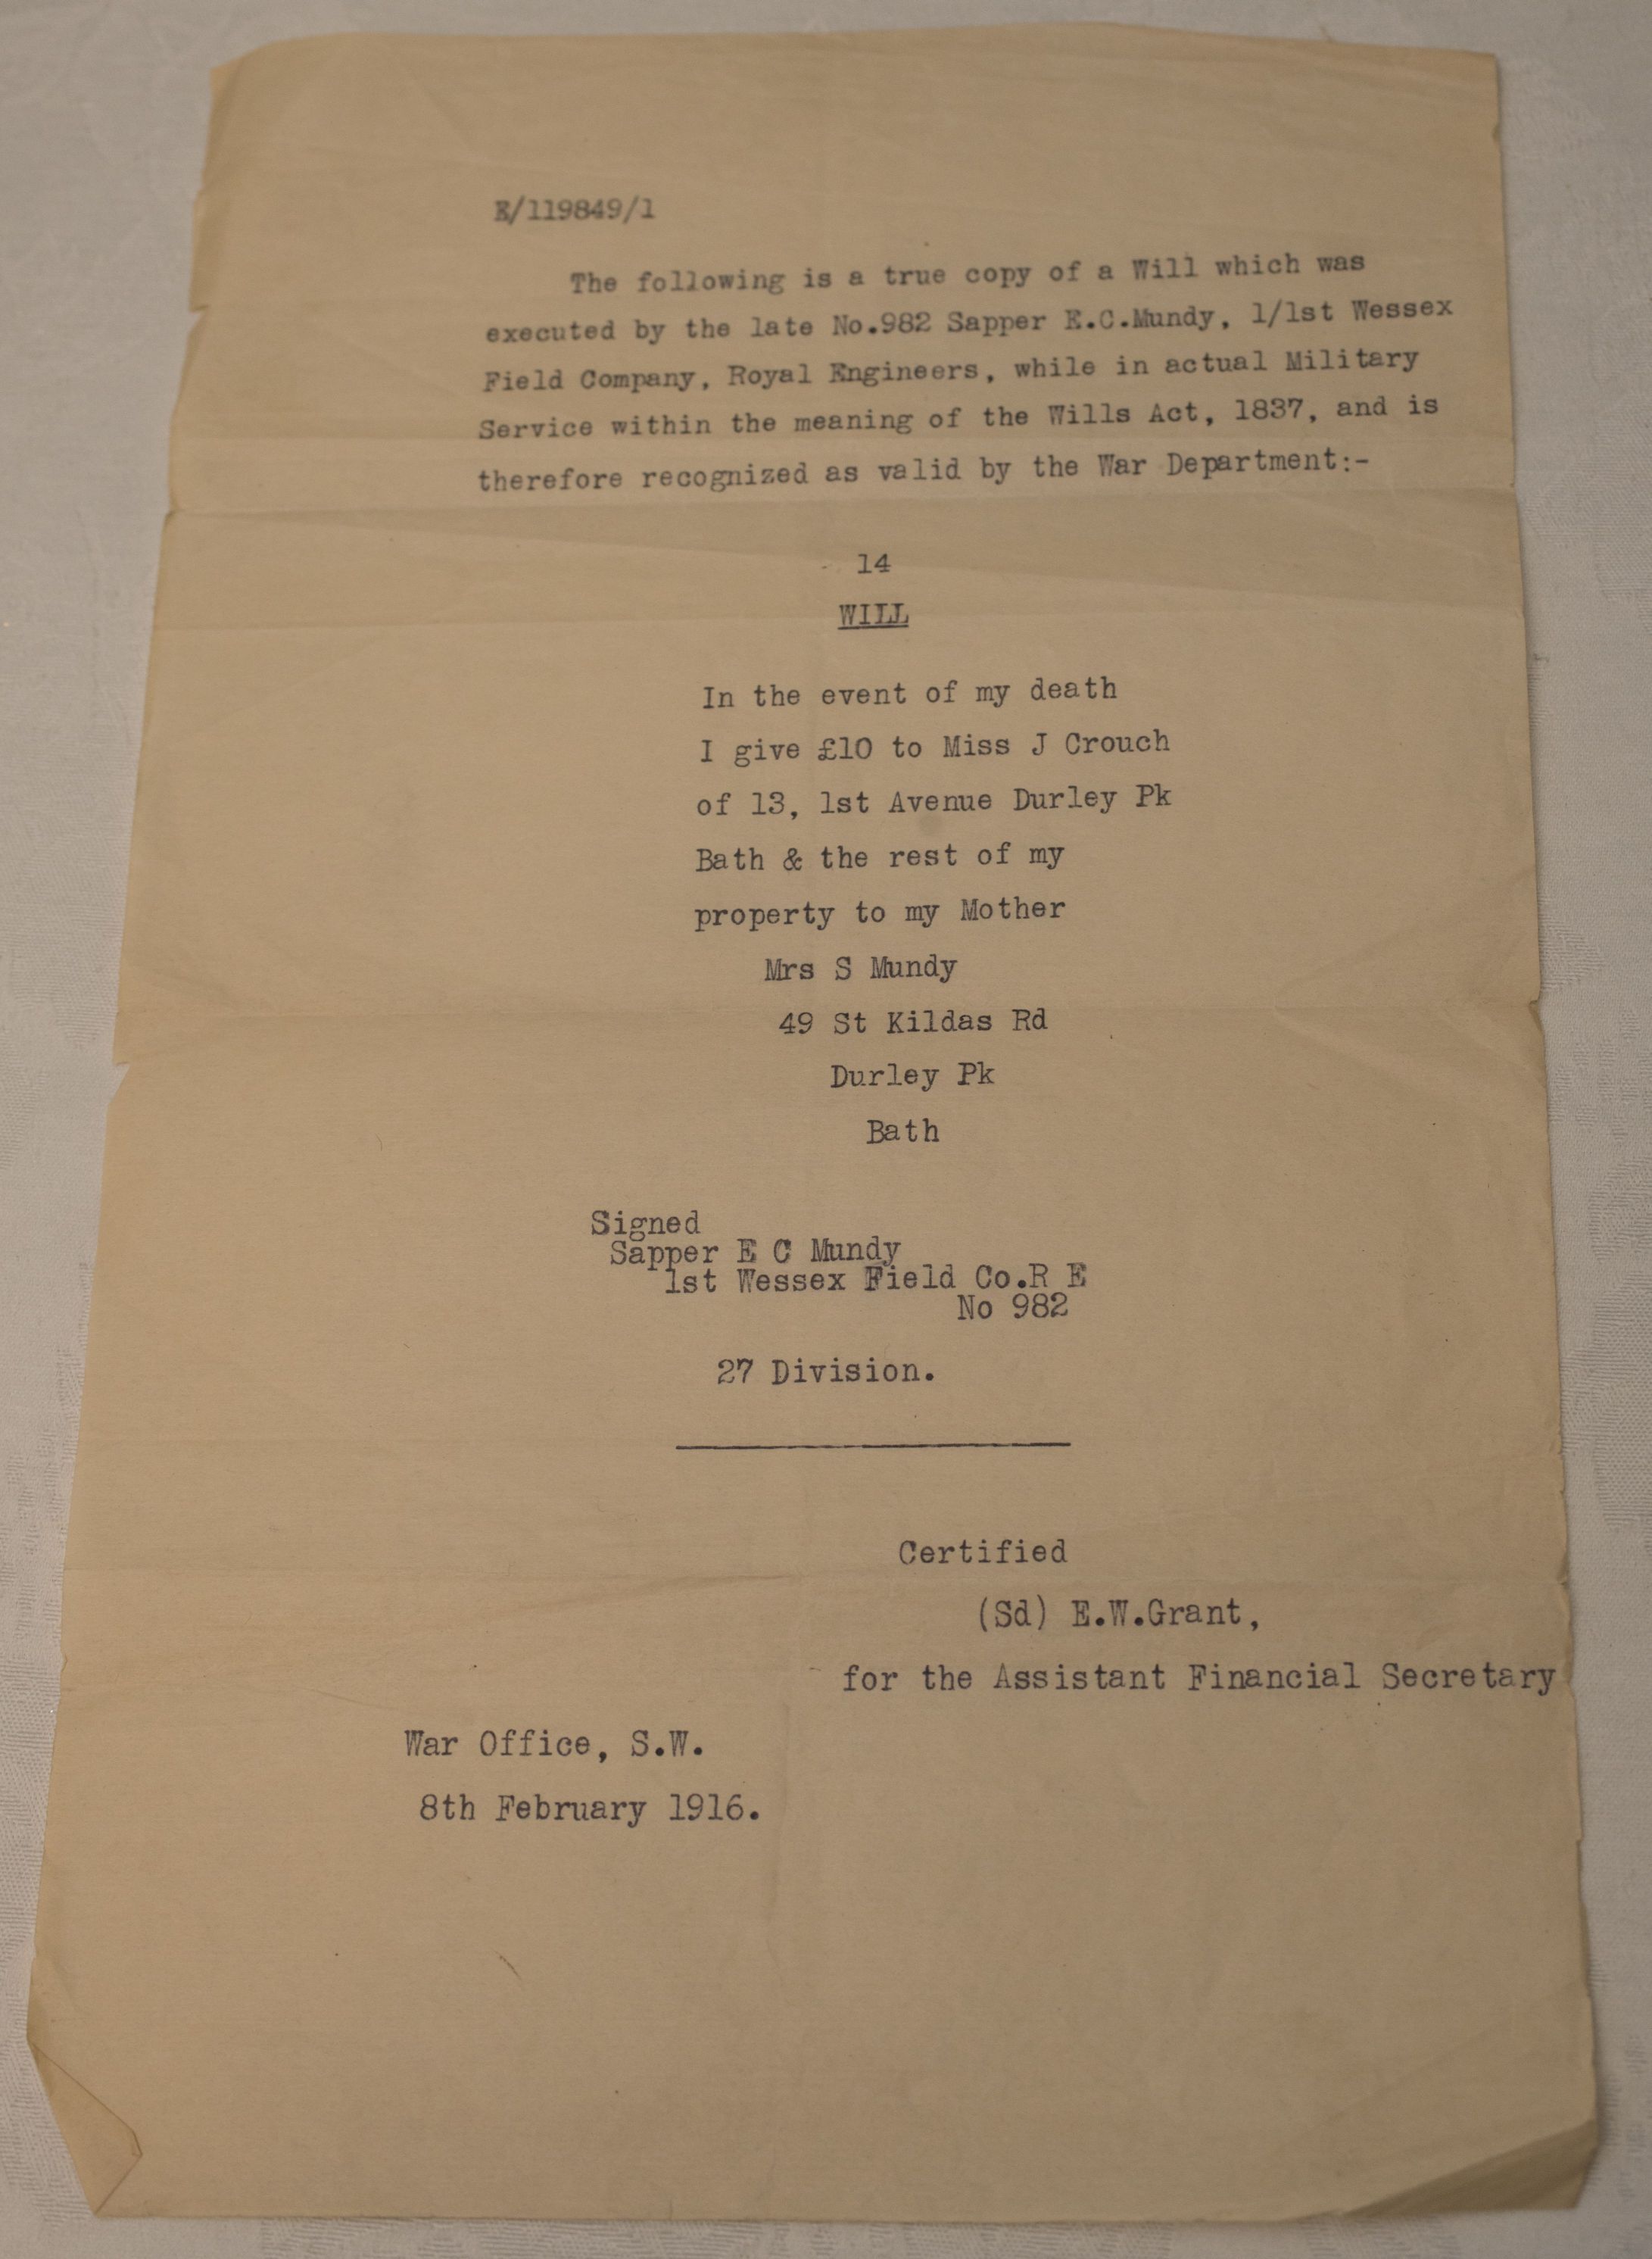 E/119849/1
The following is a true copy of a Will which was
executed by the late No.982 Sapper E.C.Mundy, 1/1st Wessex
Field Company, Royal Engineers, while in actual Military
Service within the meaning of the Wills Act, 1837, and is
therefore recognized as valid by the War Department:-
14
WILL
In the event of my death
I give £10 to Miss J Crouch
of 13, 1st Avenue Durley Pk
Bath & the rest of my
property to my Mother
Mrs S Mundy
49 St Kildas Rd
Durley Pk
Bath
Signed
Sapper E C Mundy
1st Wessex Field Co.R E
No 982
27 Division.
Certified
(Sd) E.W.Grant,
for the Assistant Financial Secretary
War Office, S.W.
8th February 1916.